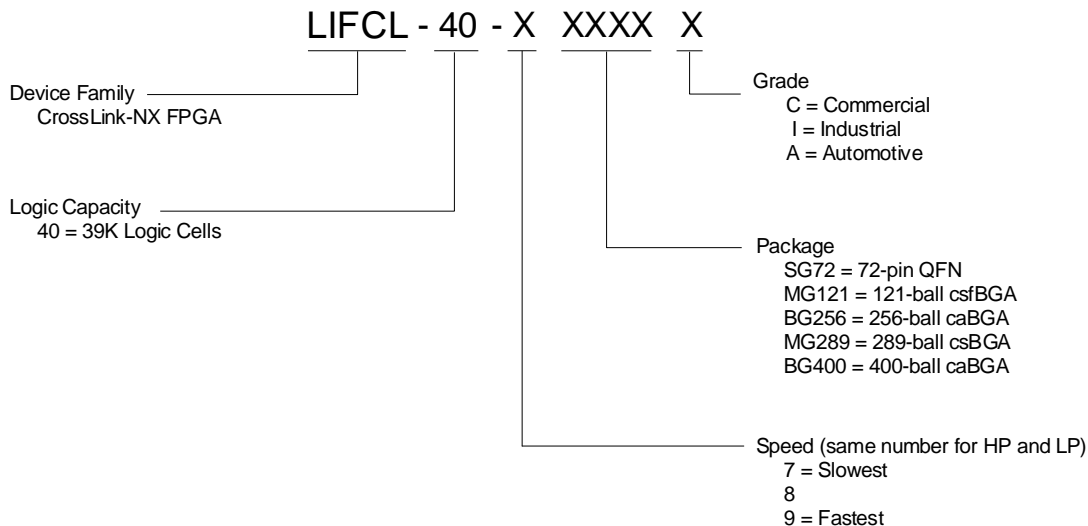 LIFCL - 40 - X XXXX X
Device Family
CrossLink-NX FPGA
Logic Capacity
40 = 39K Logic Cells
Grade
C = Commercial
I = Industrial
A = Automotive
Package
SG72 = 72-pin QFN
MG121 = 121-ball csfBGA
BG256 = 256-ball caBGA
MG289 = 289-ball csBGA
BG400 = 400-ball caBGA
Speed (same number for HP and LP)
7 = Slowest
8
9 = Fastest